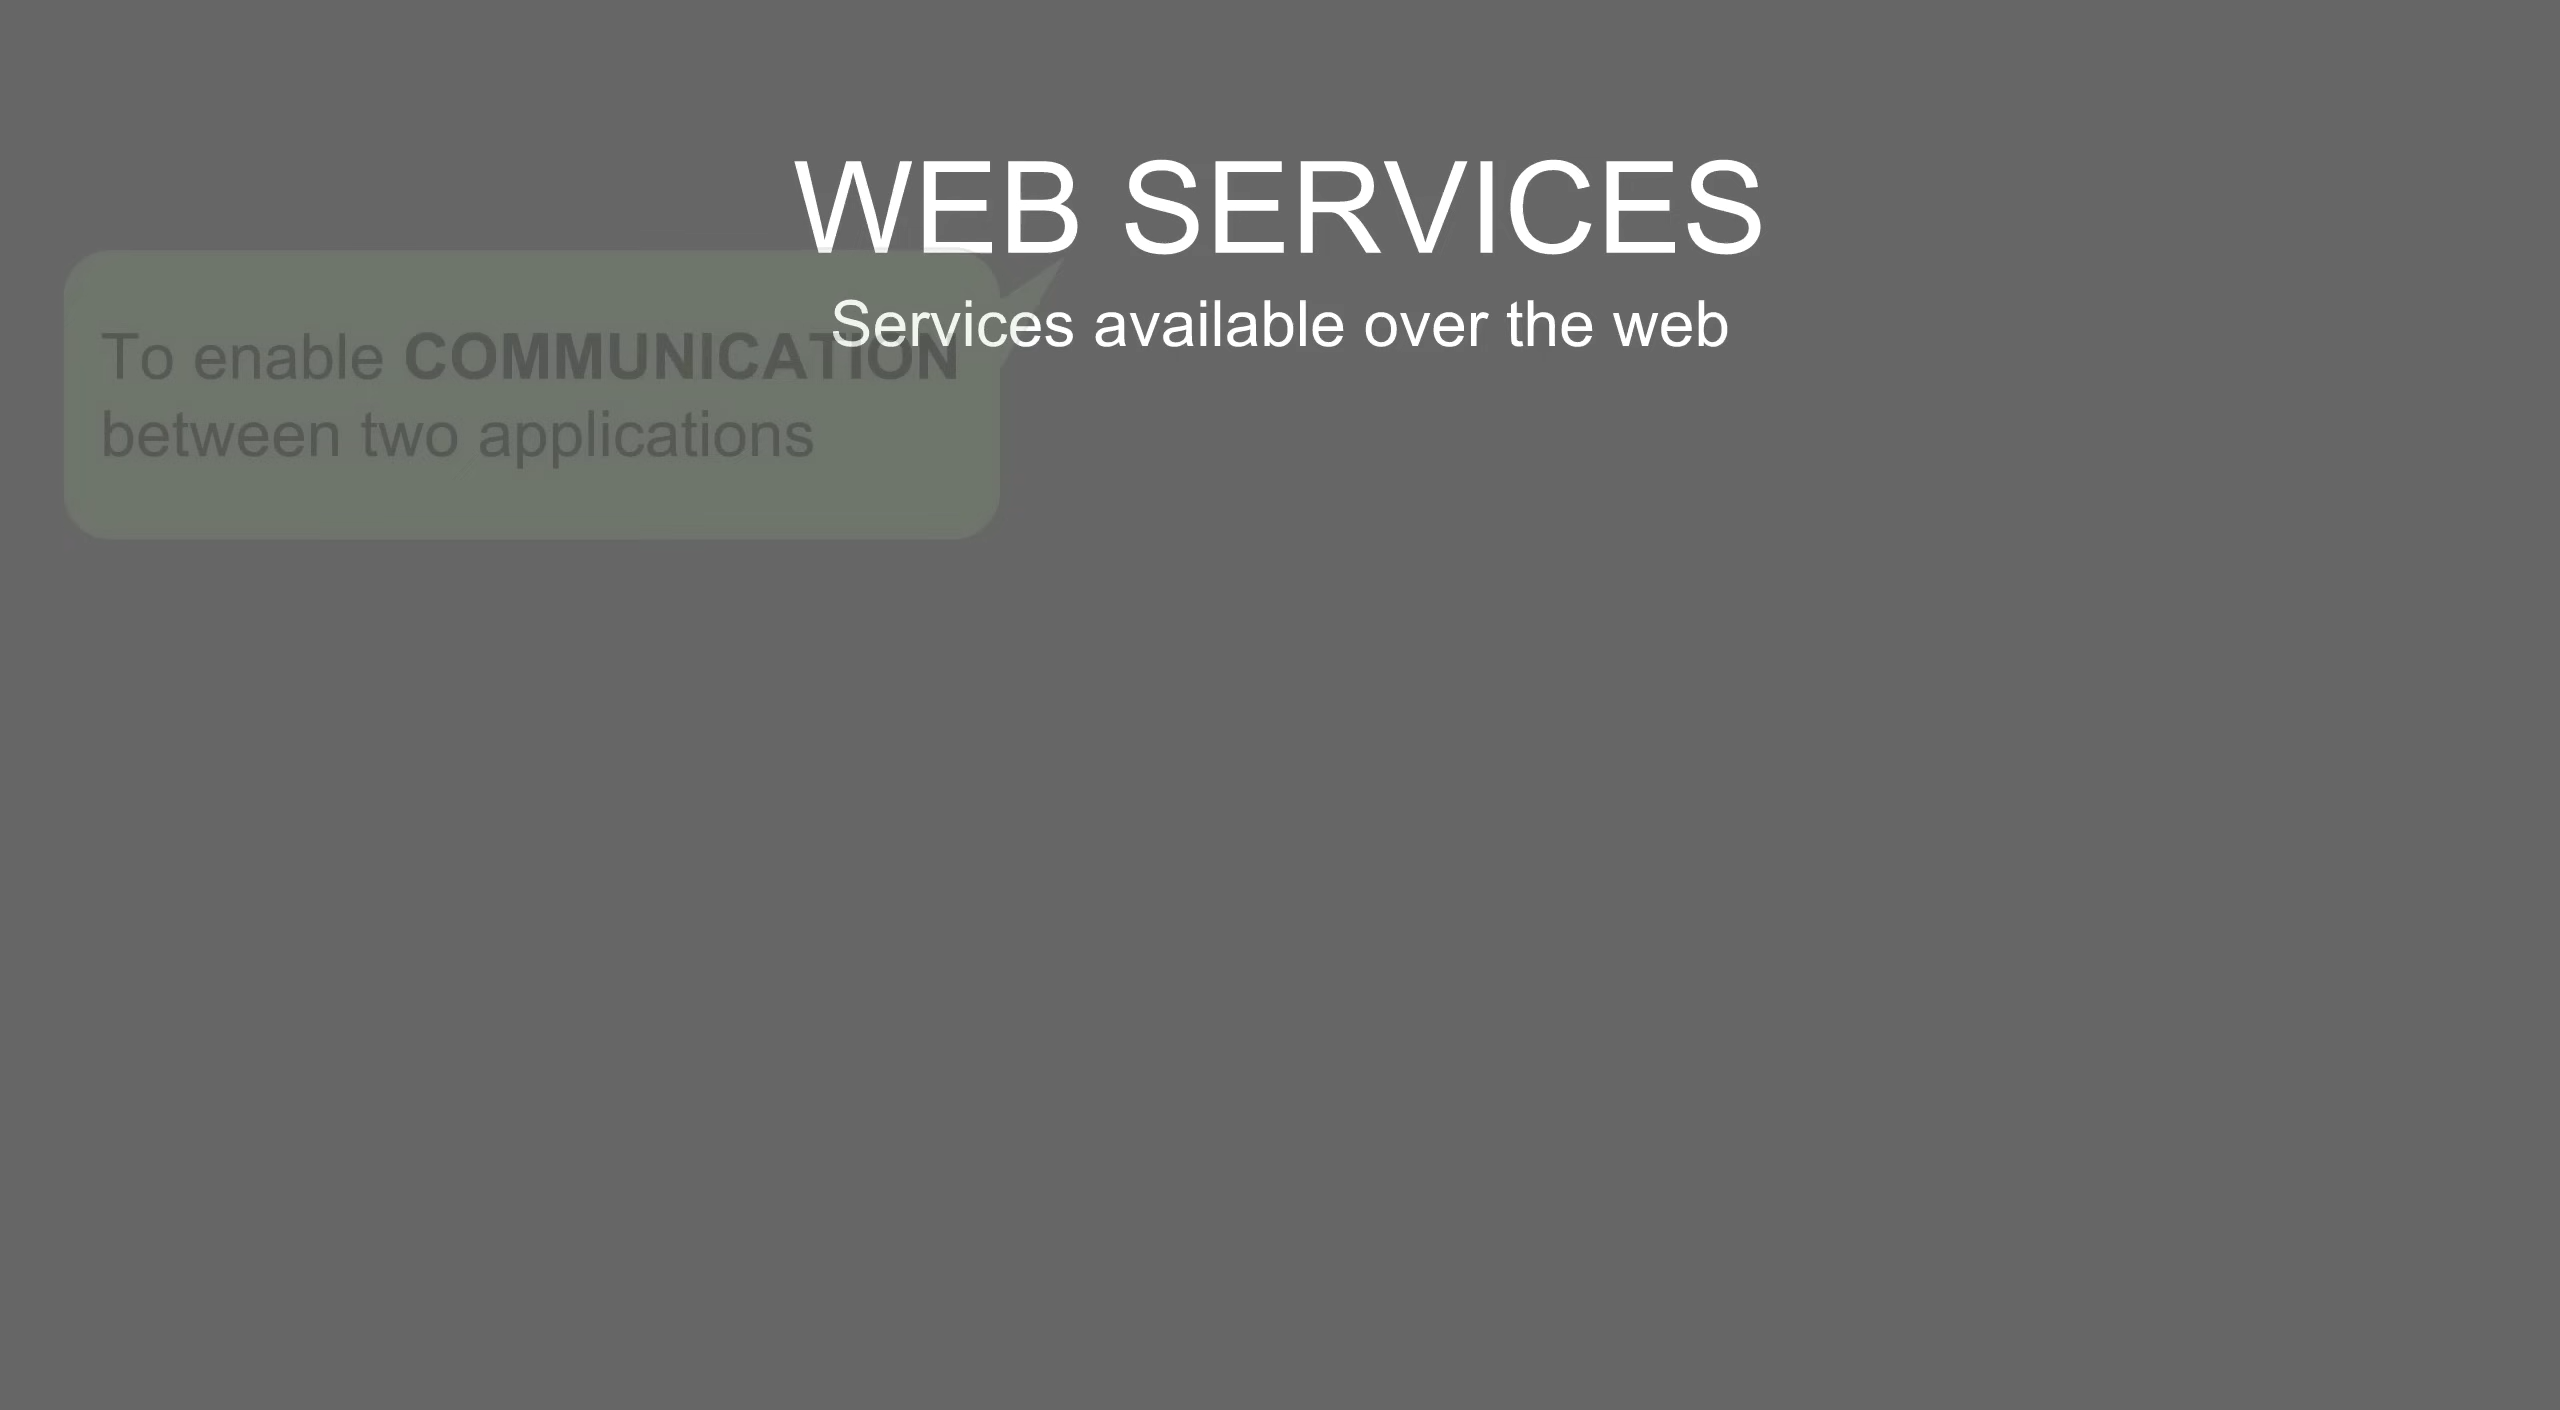 WEB SERVICES
Services available over the web
To enable COMMUNICATION
between two applications